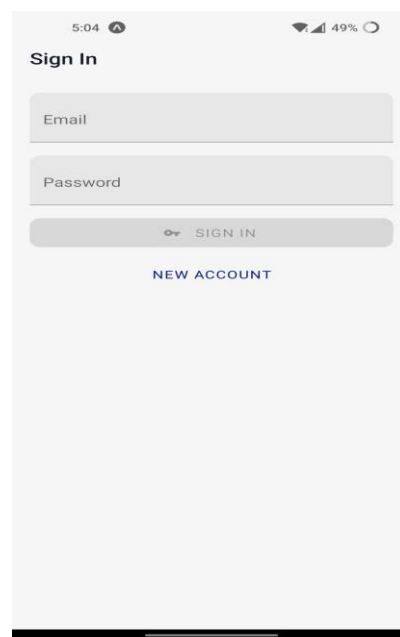 5:04 49%
Sign In
Email
Password
SIGN IN
NEW ACCOUNT